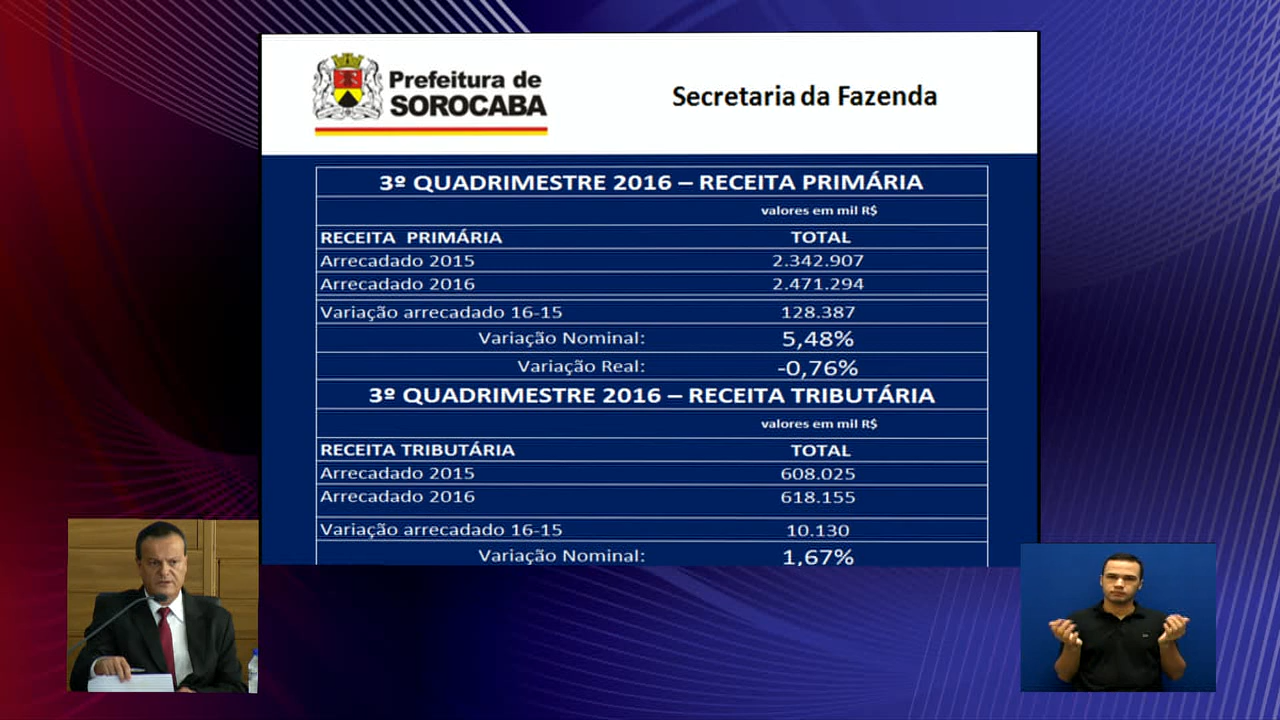 Prefeitura de
SOROCABA
Secretaria da Fazenda
3º QUADRIMESTRE 2016 – RECEITA PRIMÁRIA
valores em mil R$
RECEITA PRIMÁRIA TOTAL
Arrecadado 2015 2.342.907
Arrecadado 2016 2.471.294
Variação arrecadado 16-15 128.387
Variação Nominal: 5,48%
Variação Real: -0,76%
3º QUADRIMESTRE 2016 – RECEITA TRIBUTÁRIA
valores em mil R$
RECEITA TRIBUTÁRIA TOTAL
Arrecadado 2015 608.025
Arrecadado 2016 618.155
Variação arrecadado 16-15 10.130
Variação Nominal: 1,67%